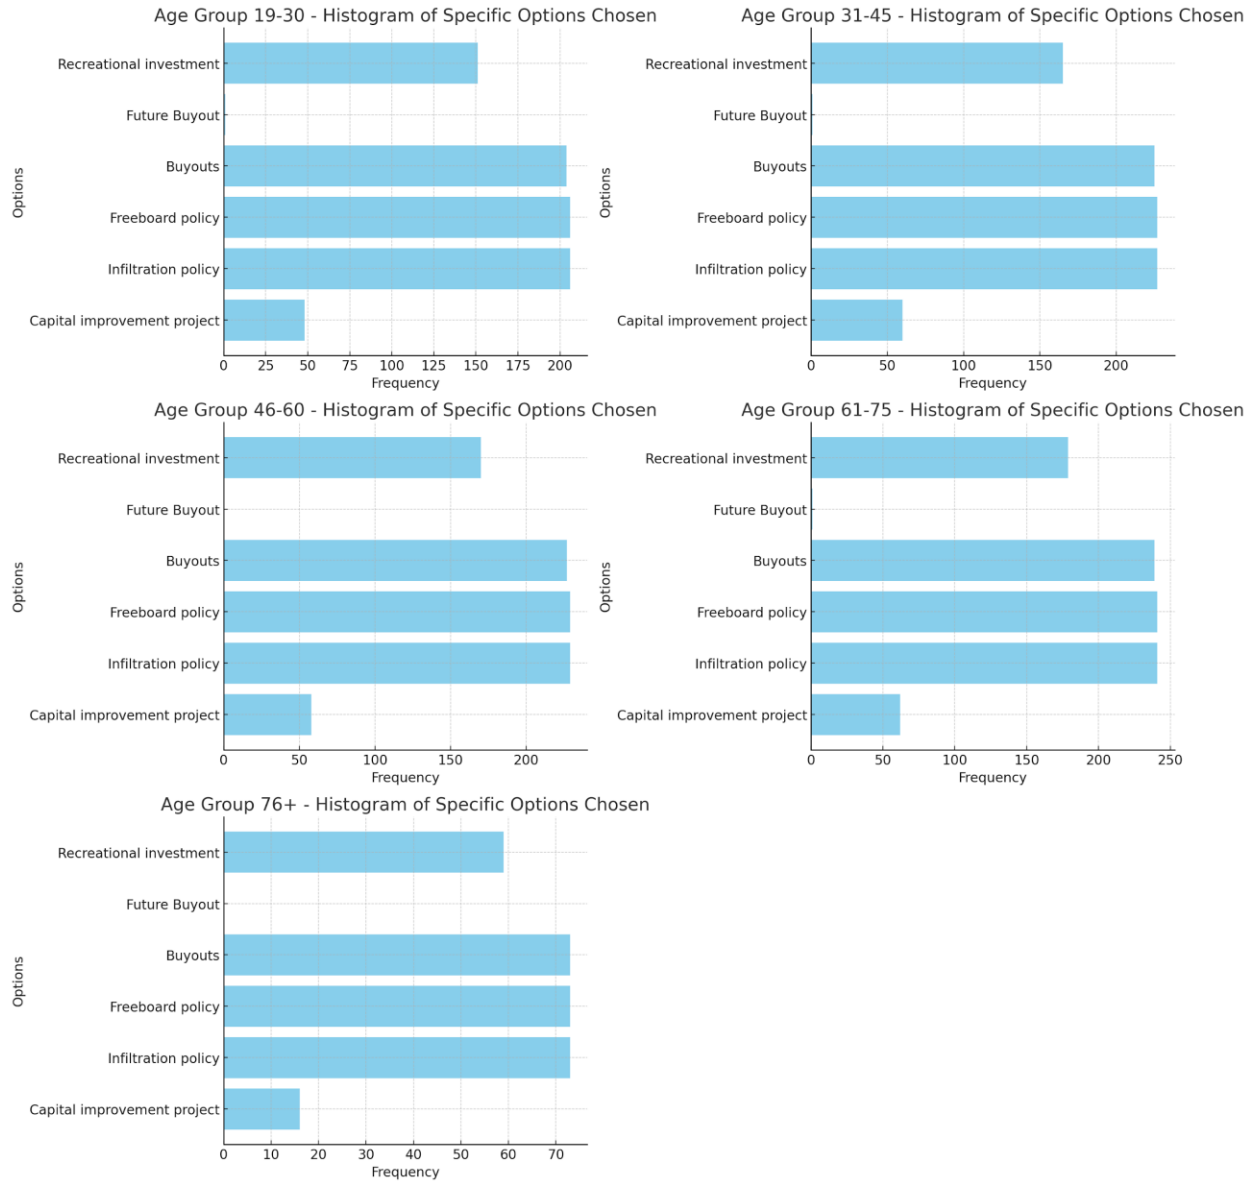 Age Group 19-30 - Histogram of Specific Options Chosen
Options
Recreational investment
Future Buyout
Buyouts
Freeboard policy
Infiltration policy
Capital improvement project
0 25 50 75 100 125 150 175 200
Frequency
Age Group 31-45 - Histogram of Specific Options Chosen
Options
Recreational investment
Future Buyout
Buyouts
Freeboard policy
Infiltration policy
Capital improvement project
0 50 100 150 200
Frequency
Age Group 46-60 - Histogram of Specific Options Chosen
Options
Recreational investment
Future Buyout
Buyouts
Freeboard policy
Infiltration policy
Capital improvement project
0 50 100 150 200
Frequency
Age Group 61-75 - Histogram of Specific Options Chosen
Options
Recreational investment
Future Buyout
Buyouts
Freeboard policy
Infiltration policy
Capital improvement project
0 50 100 150 200 250
Frequency
Age Group 76+ - Histogram of Specific Options Chosen
Options
Recreational investment
Future Buyout
Buyouts
Freeboard policy
Infiltration policy
Capital improvement project
0 10 20 30 40 50 60 70
Frequency